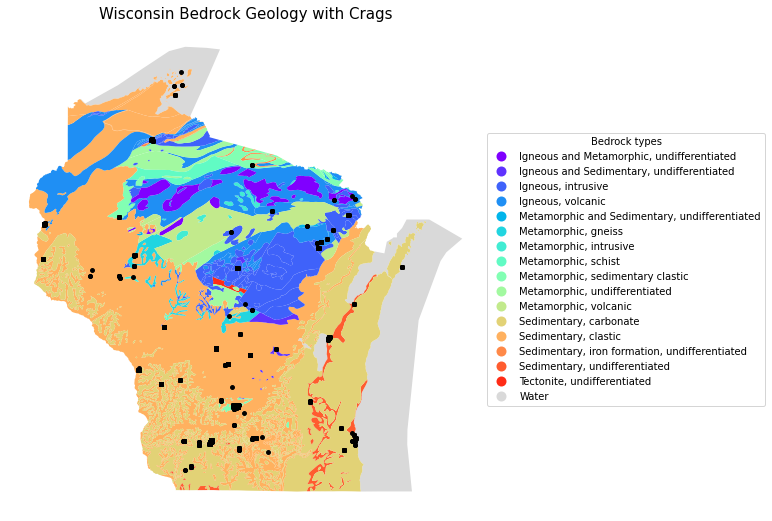 Wisconsin Bedrock Geology with Crags
Bedrock types
Igneous and Metamorphic, undifferentiated
Igneous and Sedimentary, undifferentiated
Igneous, intrusive
Igneous, volcanic
Metamorphic and Sedimentary, undifferentiated
Metamorphic, gneiss
Metamorphic, intrusive
Metamorphic, schist
Metamorphic, sedimentary clastic
Metamorphic, undifferentiated
Metamorphic, volcanic
Sedimentary, carbonate
Sedimentary, clastic
Sedimentary, iron formation, undifferentiated
Sedimentary, undifferentiated
Tectonite, undifferentiated
Water